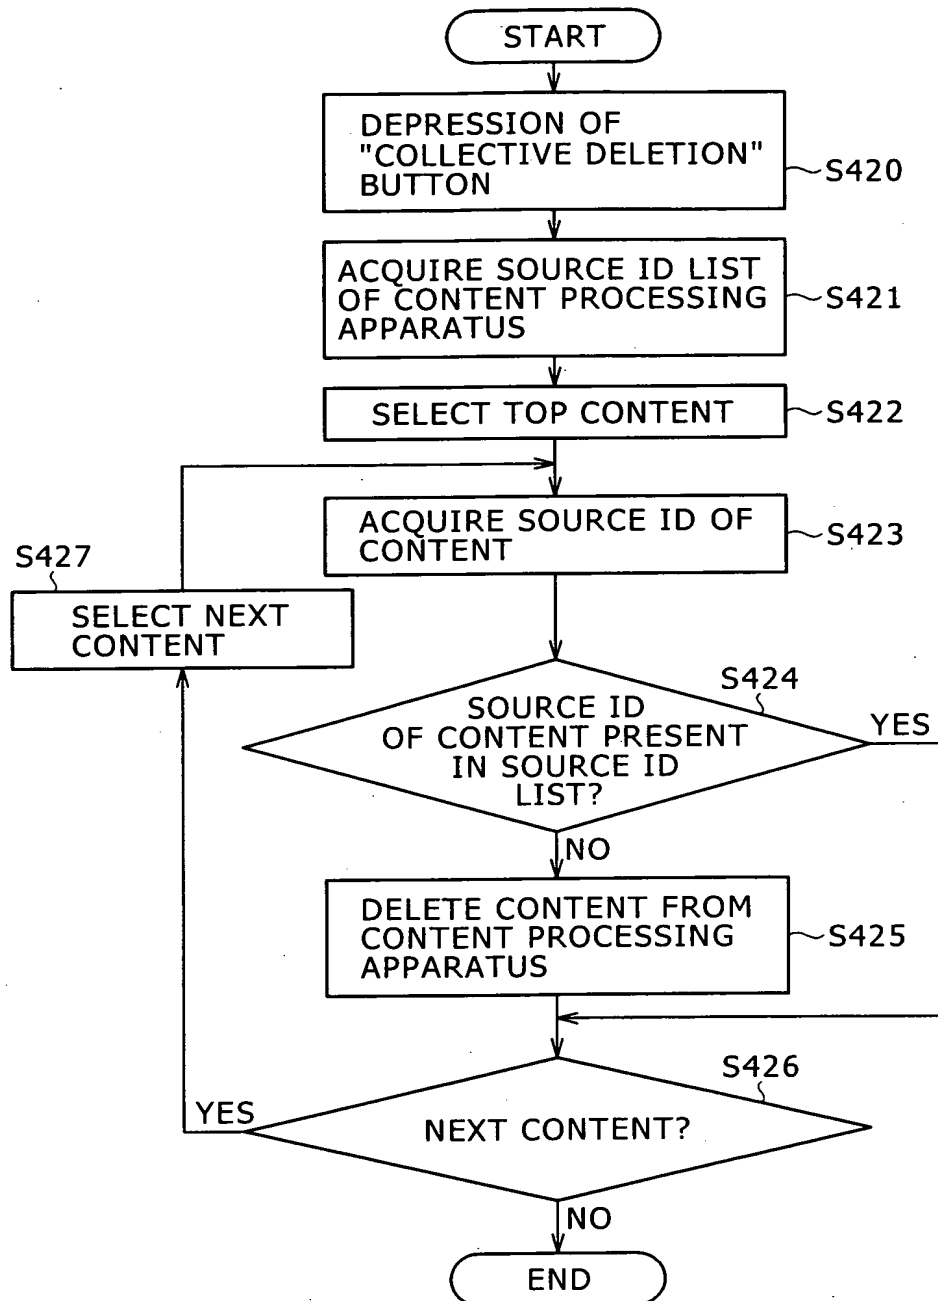 START
DEPRESSION OF
"COLLECTIVE DELETION"
BUTTON
S420
ACQUIRE SOURCE ID LIST
OF CONTENT PROCESSING
APPARATUS
S421
SELECT TOP CONTENT
S422
ACQUIRE SOURCE ID OF
CONTENT
S423
S427
SELECT NEXT
CONTENT
S424
SOURCE ID
OF CONTENT PRESENT
IN SOURCE ID
LIST?
YES
NO
DELETE CONTENT FROM
CONTENT PROCESSING
APPARATUS
S425
S426
YES
NEXT CONTENT?
NO
END